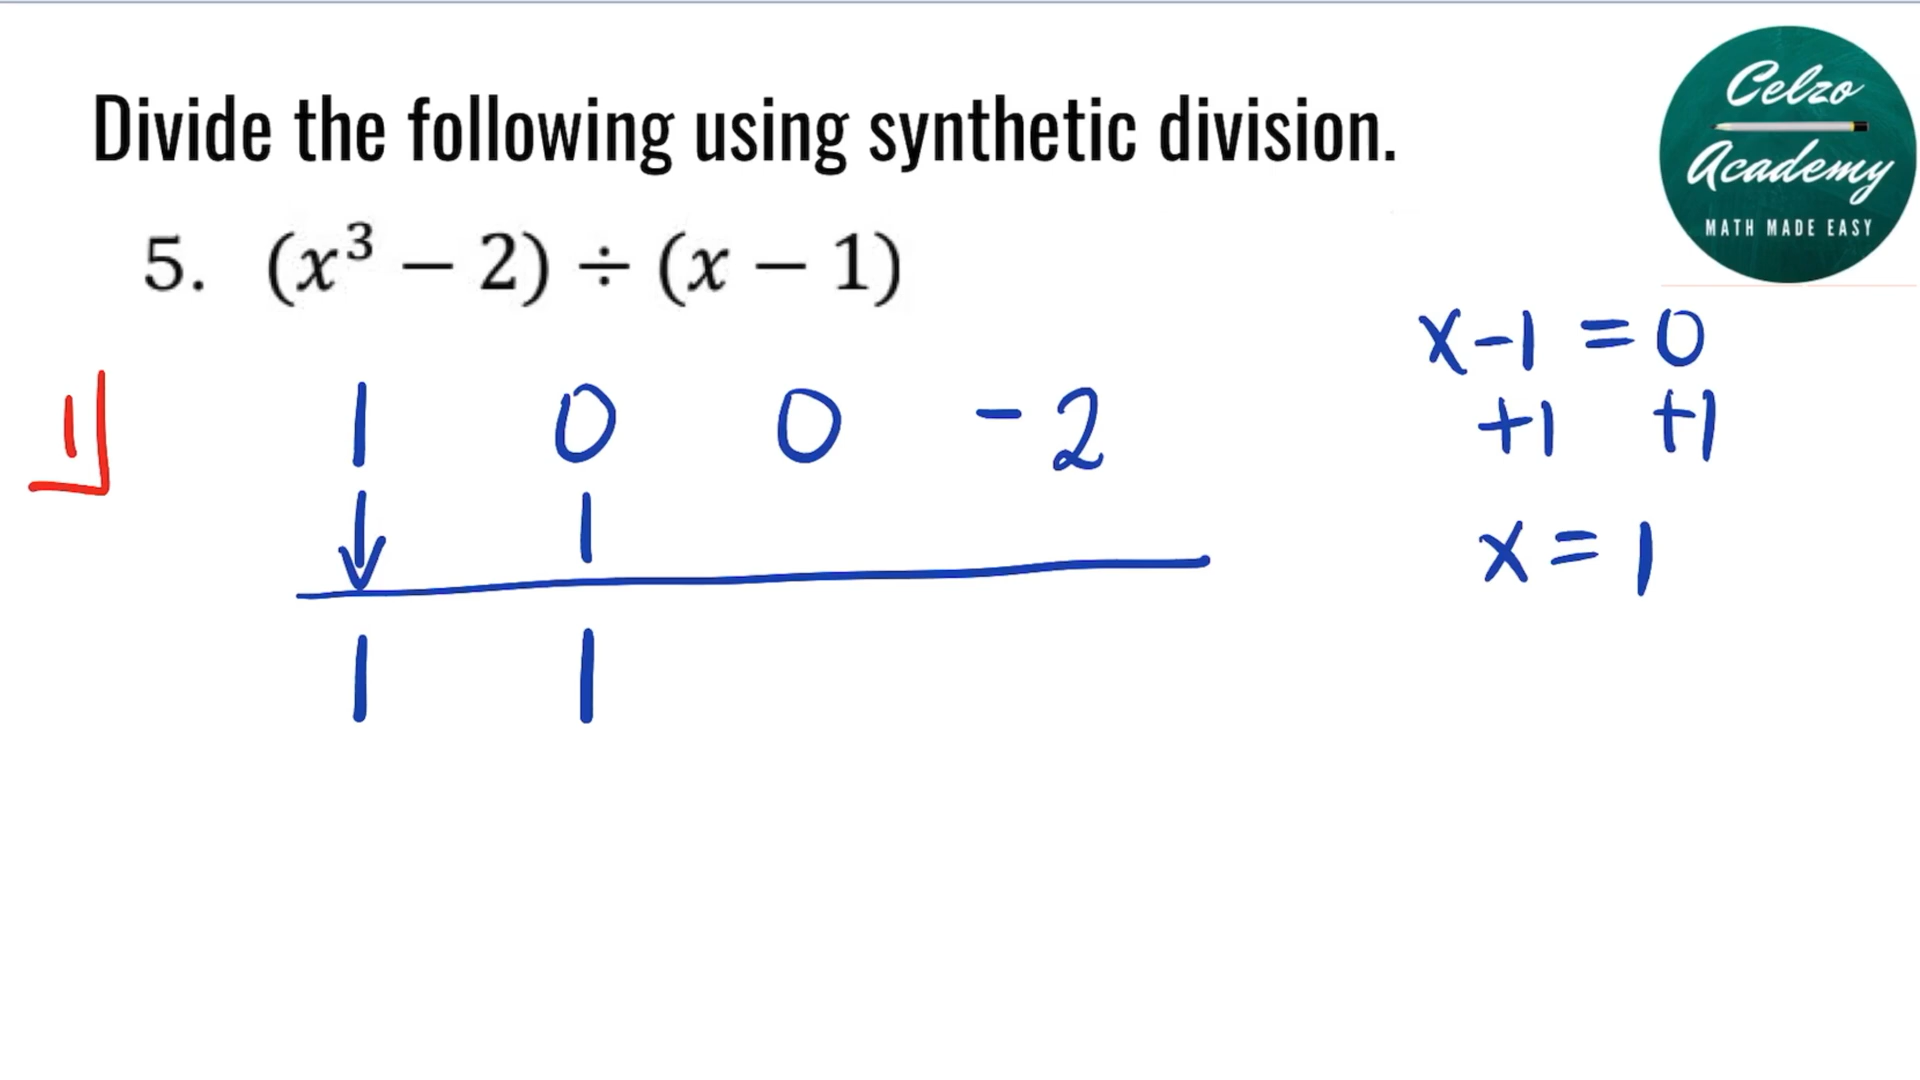 Celzo
Academy
MATH MADE EASY
Divide the following using synthetic division.
5. (x³ − 2) ÷ (x − 1)
x-1 = 0
+1 +1
x = 1
1 1 0 0 -2
1
1 1